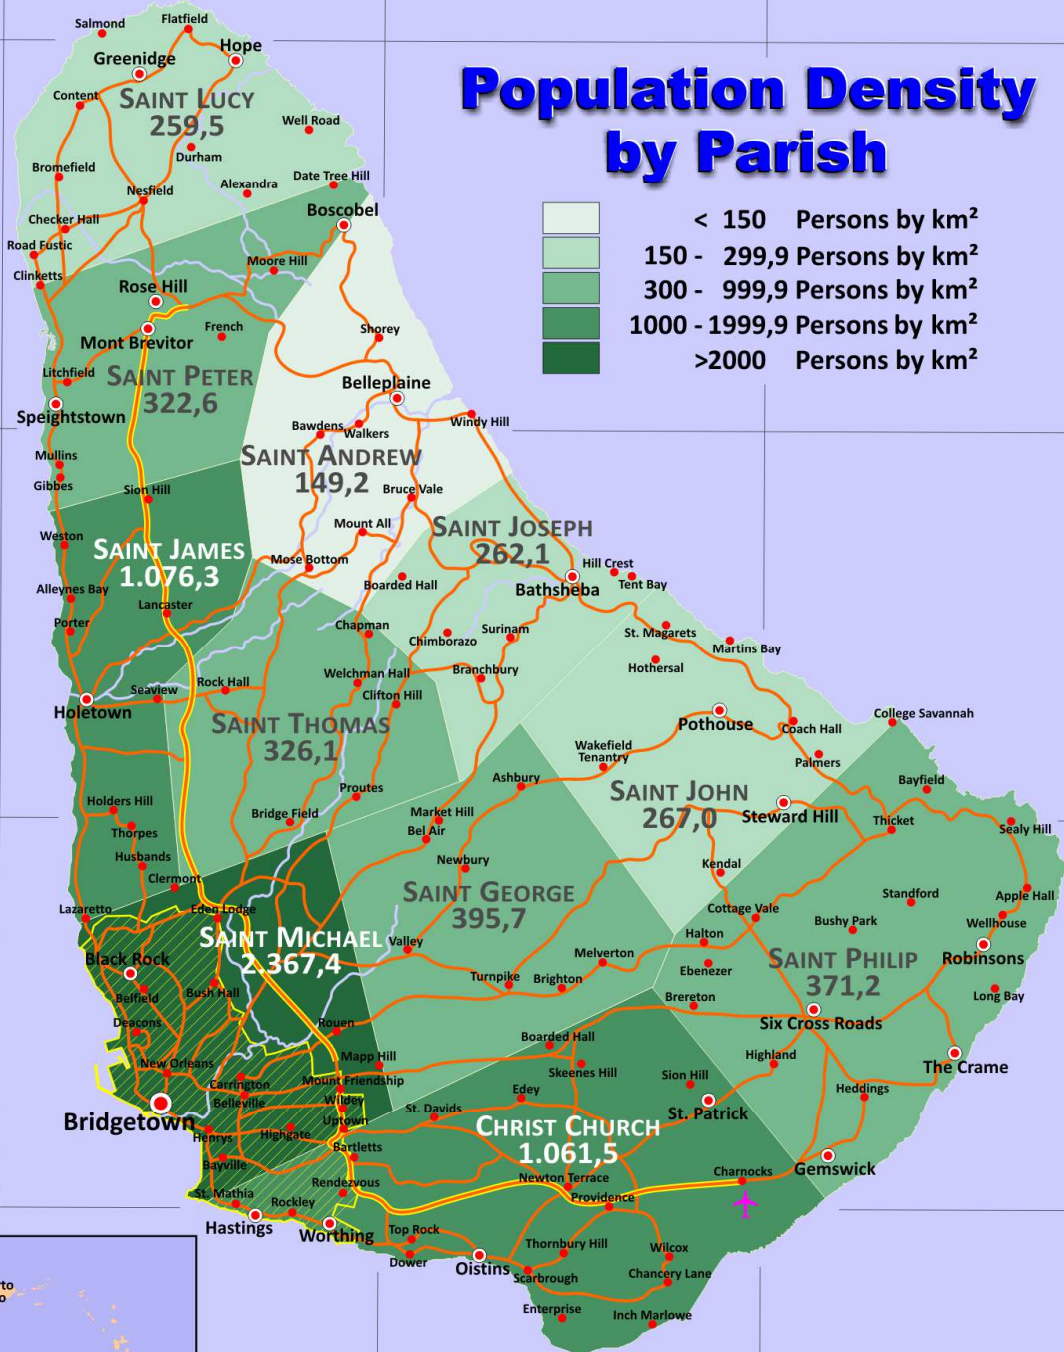 Population Density
by Parish
< 150 Persons by km²
150 - 299,9 Persons by km²
300 - 999,9 Persons by km²
1000 - 1999,9 Persons by km²
>2000 Persons by km²
Salmond
Flatfield
Hope
Greenidge
Content
SAINT LUCY
259,5
Well Road
Durham
Bromefield
Nesfield
Alexandra
Date Tree Hill
Boscobel
Checker Hall
Road Fustic
Clinketts
Moore Hill
Rose Hill
Mont Brevitor
French
Shorey
Litchfield
SAINT PETER
322,6
Speightstown
Belleplaine
Bawdens
Walkers
Windy Hill
Mullins
Gibbes
SAINT ANDREW
149,2
Bruce Vale
Sion Hill
Mount All
SAINT JOSEPH
262,1
Weston
SAINT JAMES
1.076,3
Mose Bottom
Hill Crest
Tent Bay
Boarded Hall
Bathsheba
Alleynes Bay
Lancaster
Porter
Chapman
Chimborazo
Surinam
St. Magarets
Martins Bay
Hothersal
Branchbury
Welchman Hall
Clifton Hill
Rock Hall
Seaview
Holetown
SAINT THOMAS
326,1
Pothouse
College Savannah
Coach Hall
Palmers
Wakefield
Tenantry
Ashbury
Proutes
SAINT JOHN
267,0
Steward Hill
Bayfield
Thicket
Sealy Hill
Holders Hill
Thorpes
Bridge Field
Market Hill
Bel Air
Husbands
Clermont
Newbury
SAINT GEORGE
395,7
Kendal
Standford
Apple Hall
Wellhouse
Cottage Vale
Bushy Park
Lazaretto
Eden Lodge
SAINT MICHAEL
2.367,4
Valley
Halton
Robinsons
SAINT PHILIP
371,2
Black Rock
Belfield
Bush Hall
Turnpike
Brighton
Melverton
Ebenezer
Brereton
Long Bay
Six Cross Roads
Deacons
Rouen
Boarded Hall
Mapp Hill
Skeenes Hill
Highland
The Crame
New Orleans
Carrington
Belleville
Mount Friendship
Wildey
Uptown
Edey
Sion Hill
Heddings
St. Davids
St. Patrick
Bridgetown
Henrys
Highgate
CHRIST CHURCH
1.061,5
Bartletts
Bayville
Gemswick
Charnocks
Newton Terrace
Providence
Rendezvous
St. Mathia
Rockley
Hastings
Worthing
Top Rock
Dower
Oistins
Thornbury Hill
Wilcox
Scarbrough
Chancery Lane
Enterprise
Inch Marlowe
rto
o